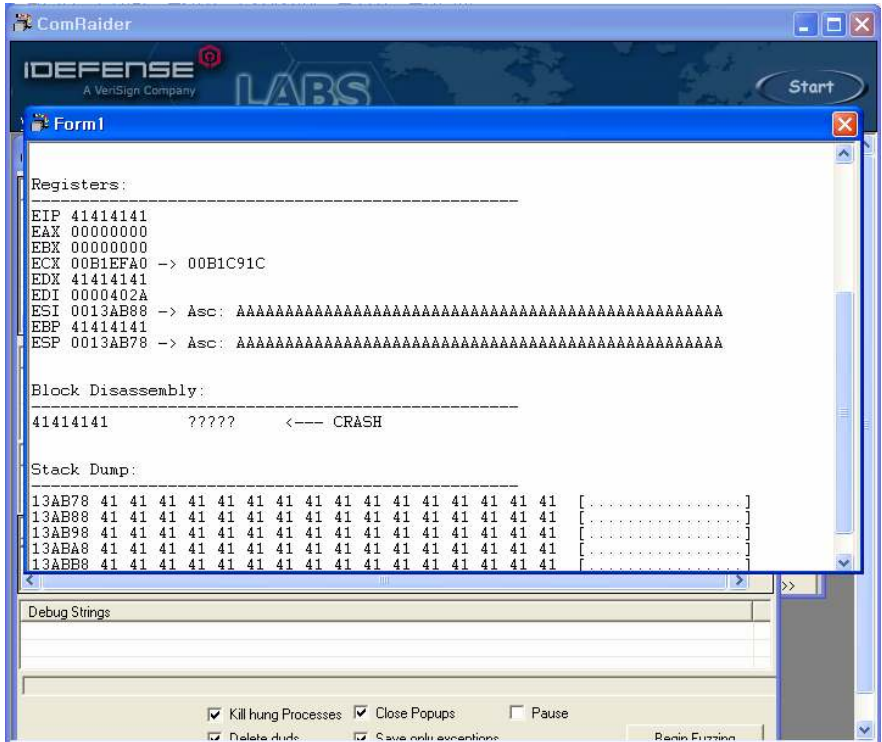 ComRaider
IDEFENSE
A VeriSign Company
LABS
Start
Form1
Registers:
--------------------------------------------------
EIP 41414141
EAX 00000000
EBX 00000000
ECX 00B1EFA0 -> 00B1C91C
EDX 41414141
EDI 0000402A
ESI 0013AB88 -> Asc: AAAAAAAAAAAAAAAAAAAAAAAAAAAAAAAAAAAAAAAAAAAAAAAAAA
EBP 41414141
ESP 0013AB78 -> Asc: AAAAAAAAAAAAAAAAAAAAAAAAAAAAAAAAAAAAAAAAAAAAAAAAAA
Block Disassembly:
--------------------------------------------------
41414141 ????? <--- CRASH
Stack Dump:
--------------------------------------------------
13AB78 41 41 41 41 41 41 41 41 41 41 41 41 41 41 41 41 [................]
13AB88 41 41 41 41 41 41 41 41 41 41 41 41 41 41 41 41 [................]
13AB98 41 41 41 41 41 41 41 41 41 41 41 41 41 41 41 41 [................]
13ABA8 41 41 41 41 41 41 41 41 41 41 41 41 41 41 41 41 [................]
13ABB8 41 41 41 41 41 41 41 41 41 41 41 41 41 41 41 41 [................]
>>
Debug Strings
Kill hung Processes Close Popups Pause
Delete duds Save only exceptions Begin Fuzzing